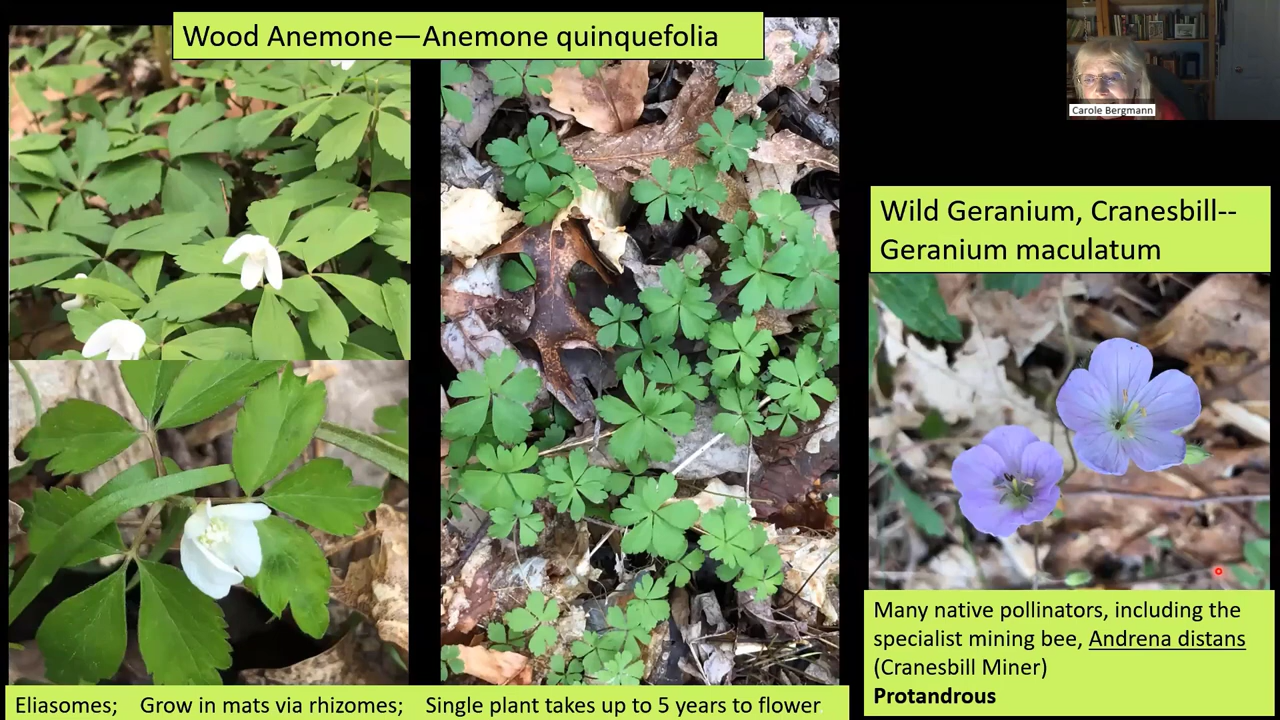 Wood Anemone—Anemone quinquefolia
Carole Bergmann
Wild Geranium, Cranesbill--
Geranium maculatum
Many native pollinators, including the
specialist mining bee, Andrena distans
(Cranesbill Miner)
Protandrous
Eliasomes; Grow in mats via rhizomes; Single plant takes up to 5 years to flower